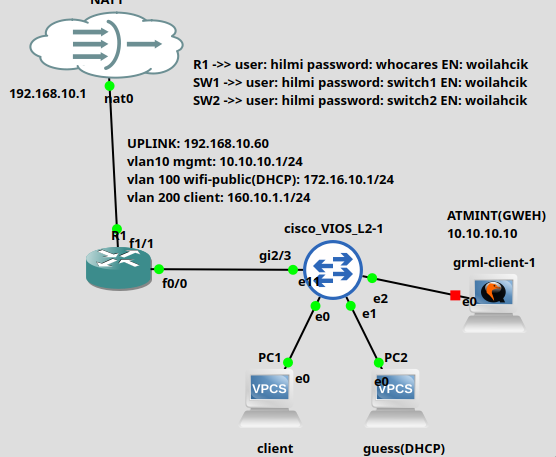 NAT1
R1 ->> user: hilmi password: whocares EN: woilahcik
192.168.10.1
nat0
SW1 ->> user: hilmi password: switch1 EN: woilahcik
SW2 ->> user: hilmi password: switch2 EN: woilahcik
UPLINK: 192.168.10.60
vlan10 mgmt: 10.10.10.1/24
vlan 100 wifi-public(DHCP): 172.16.10.1/24
vlan 200 client: 160.10.1.1/24
ATMINT(GWEH)
10.10.10.10
R1
f1/1
cisco_VIOS_L2-1
gi2/3
grml-client-1
f0/0
e11
e2
e0
e0
e1
PC1
PC2
e0
e0
VPCS
VPCS
client
guess(DHCP)